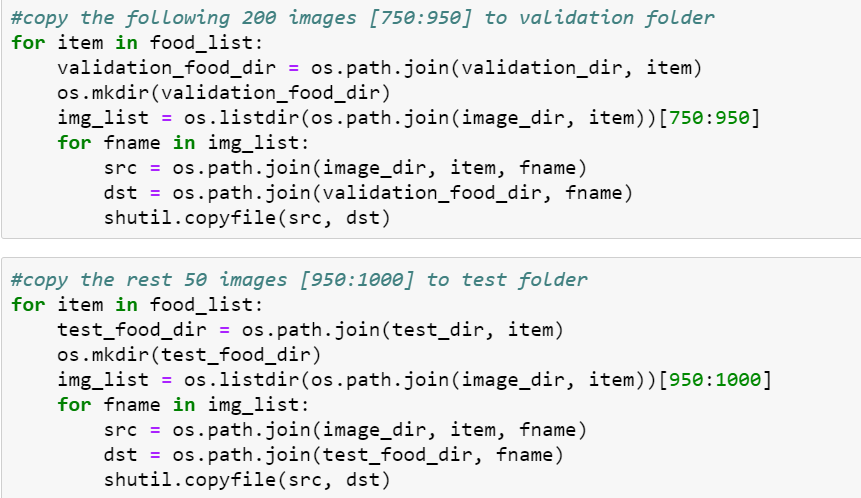 #copy the following 200 images [750:950] to validation folder
for item in food_list:
    validation_food_dir = os.path.join(validation_dir, item)
    os.mkdir(validation_food_dir)
    img_list = os.listdir(os.path.join(image_dir, item))[750:950]
    for fname in img_list:
        src = os.path.join(image_dir, item, fname)
        dst = os.path.join(validation_food_dir, fname)
        shutil.copyfile(src, dst)
#copy the rest 50 images [950:1000] to test folder
for item in food_list:
    test_food_dir = os.path.join(test_dir, item)
    os.mkdir(test_food_dir)
    img_list = os.listdir(os.path.join(image_dir, item))[950:1000]
    for fname in img_list:
        src = os.path.join(image_dir, item, fname)
        dst = os.path.join(test_food_dir, fname)
        shutil.copyfile(src, dst)